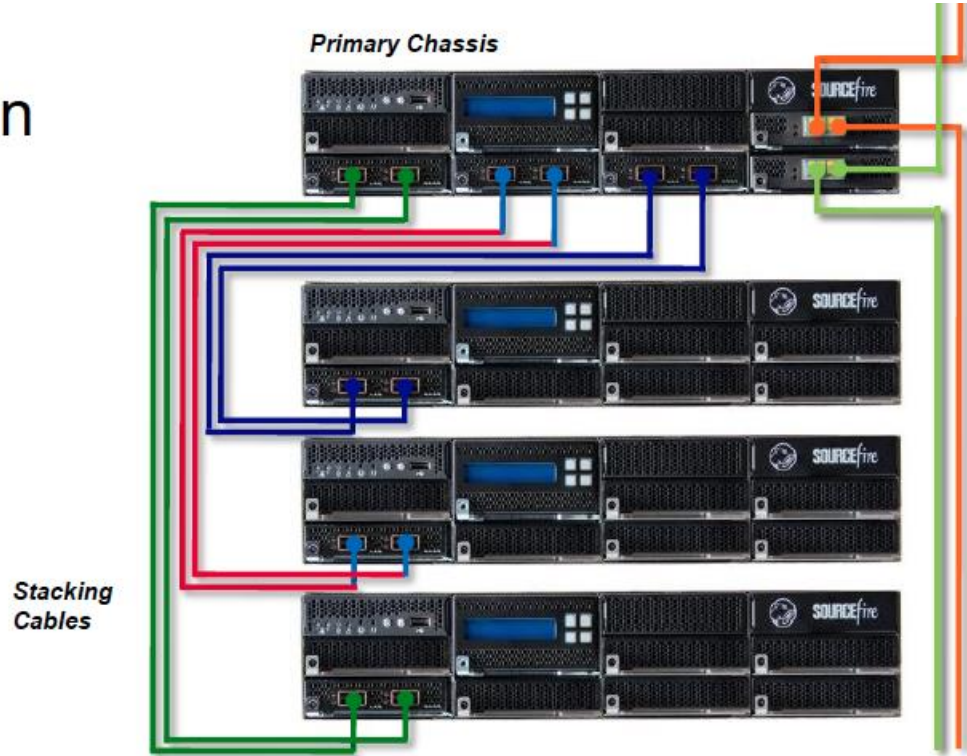 n
Primary Chassis
SOURCEfire
SOURCEfire
SOURCEfire
Stacking
Cables
SOURCEfire